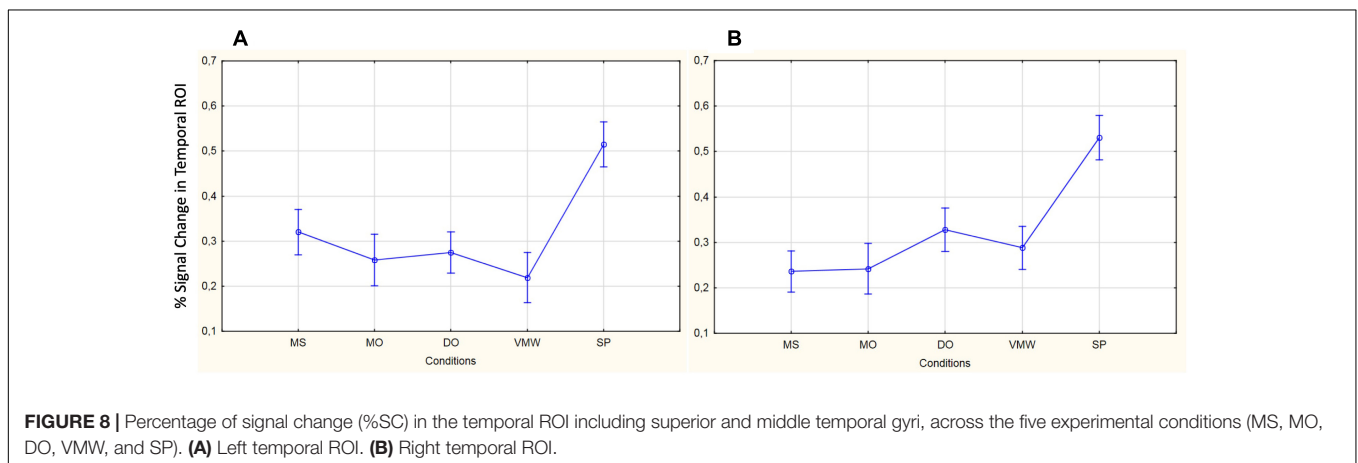 A
B
% Signal Change in Temporal ROI
0,7
0,6
0,5
0,4
0,3
0,2
0,1
MS MO DO VMW SP
Conditions
0,7
0,6
0,5
0,4
0,3
0,2
0,1
MS MO DO VMW SP
Conditions
FIGURE 8 | Percentage of signal change (%SC) in the temporal ROI including superior and middle temporal gyri, across the five experimental conditions (MS, MO,
DO, VMW, and SP). (A) Left temporal ROI. (B) Right temporal ROI.